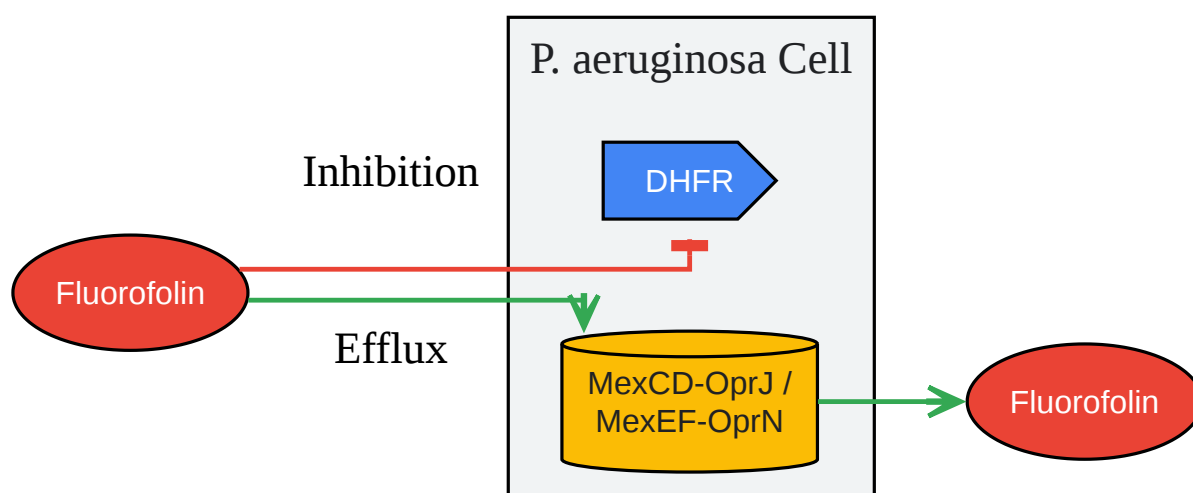 P. aeruginosa Cell
Inhibition
DHFR
Fluorofolin
Efflux
MexCD-OprJ /
MexEF-OprN
Fluorofolin